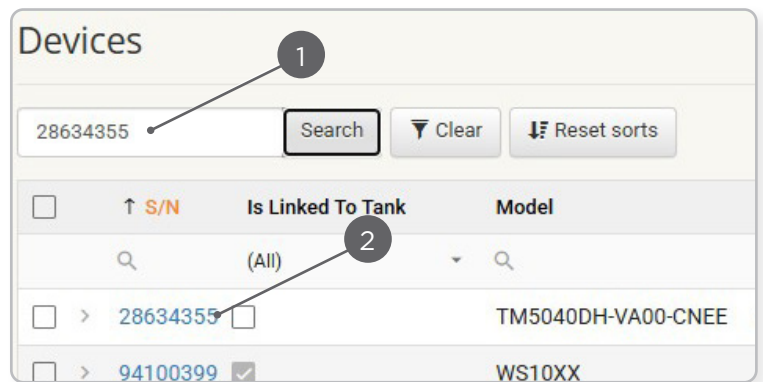 Devices
1
28634355 Search Clear Reset sorts
↑ S/N Is Linked To Tank Model
2
(All)
28634355 TM5040DH-VA00-CNEE
94100399 WS10XX